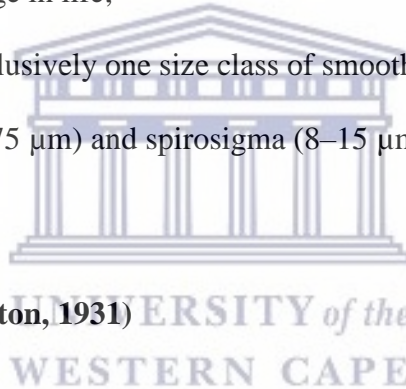 ge in life,
lusively one size class of smooth
75 µm) and spirosigma (8–15 µm
ton, 1931)
UNIVERSITY of the
WESTERN CAPE